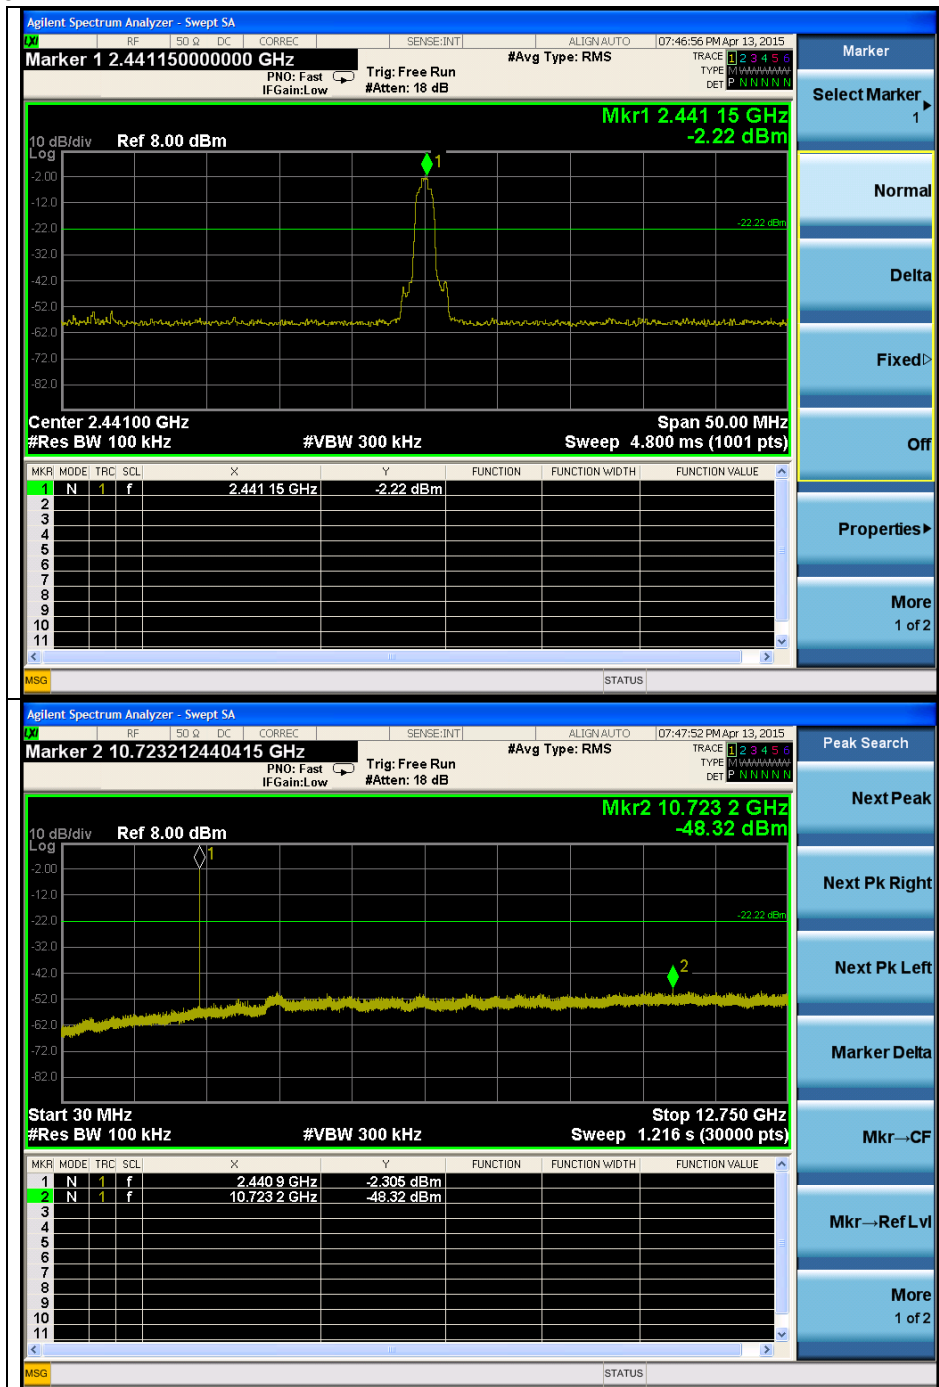 Agilent Spectrum Analyzer - Swept SA
LXI RF 50 Ω DC CORREC SENSE:INT ALIGN AUTO 07:46:56 PM Apr 13, 2015
Marker 1 2.441150000000 GHz
PNO: Fast
IFGain:Low
Trig: Free Run
#Atten: 18 dB
#Avg Type: RMS
TRACE 1 2 3 4 5 6
TYPE M WWWWW
DET P N N N N N
Mkr1 2.441 15 GHz
-2.22 dBm
10 dB/div Ref 8.00 dBm
Log
1
-2.00
-12.0
-22.0
-22.22 dBm
-32.0
-42.0
-52.0
-62.0
-72.0
-82.0
Center 2.44100 GHz Span 50.00 MHz
#Res BW 100 kHz #VBW 300 kHz Sweep 4.800 ms (1001 pts)
MKR MODE TRC SCL X Y FUNCTION FUNCTION WIDTH FUNCTION VALUE
1 N 1 f 2.441 15 GHz -2.22 dBm
2
3
4
5
6
7
8
9
10
11
MSG STATUS
Marker
Select Marker
1
Normal
Delta
Fixed
Off
Properties
More
1 of 2
Agilent Spectrum Analyzer - Swept SA
LXI RF 50 Ω DC CORREC SENSE:INT ALIGN AUTO 07:47:52 PM Apr 13, 2015
Marker 2 10.723212440415 GHz
PNO: Fast
IFGain:Low
Trig: Free Run
#Atten: 18 dB
#Avg Type: RMS
TRACE 1 2 3 4 5 6
TYPE M WWWWW
DET P N N N N N
Mkr2 10.723 2 GHz
-48.32 dBm
10 dB/div Ref 8.00 dBm
Log
1
-2.00
-12.0
-22.0
-22.22 dBm
-32.0
-42.0
2
-52.0
-62.0
-72.0
-82.0
Start 30 MHz Stop 12.750 GHz
#Res BW 100 kHz #VBW 300 kHz Sweep 1.216 s (30000 pts)
MKR MODE TRC SCL X Y FUNCTION FUNCTION WIDTH FUNCTION VALUE
1 N 1 f 2.440 9 GHz -2.305 dBm
2 N 1 f 10.723 2 GHz -48.32 dBm
3
4
5
6
7
8
9
10
11
MSG STATUS
Peak Search
Next Peak
Next Pk Right
Next Pk Left
Marker Delta
Mkr→CF
Mkr→Ref Lvl
More
1 of 2